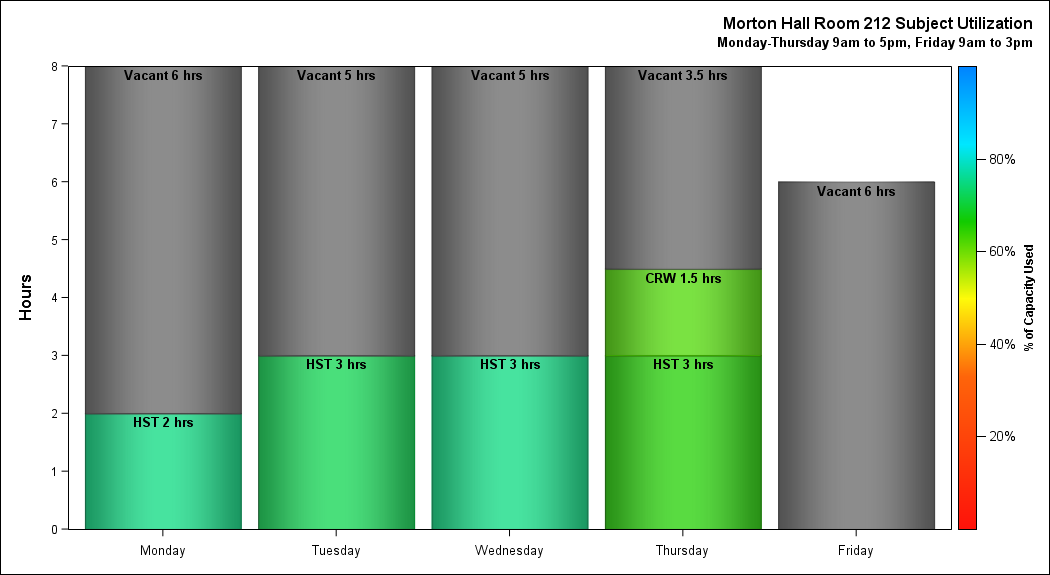 Morton Hall Room 212 Subject Utilization
Monday-Thursday 9am to 5pm, Friday 9am to 3pm
Hours
8
7
6
5
4
3
2
1
0
Vacant 6 hrs
HST 2 hrs
Vacant 5 hrs
HST 3 hrs
Vacant 5 hrs
HST 3 hrs
Vacant 3.5 hrs
CRW 1.5 hrs
HST 3 hrs
Vacant 6 hrs
Monday Tuesday Wednesday Thursday Friday
80%
60%
40%
20%
% of Capacity Used